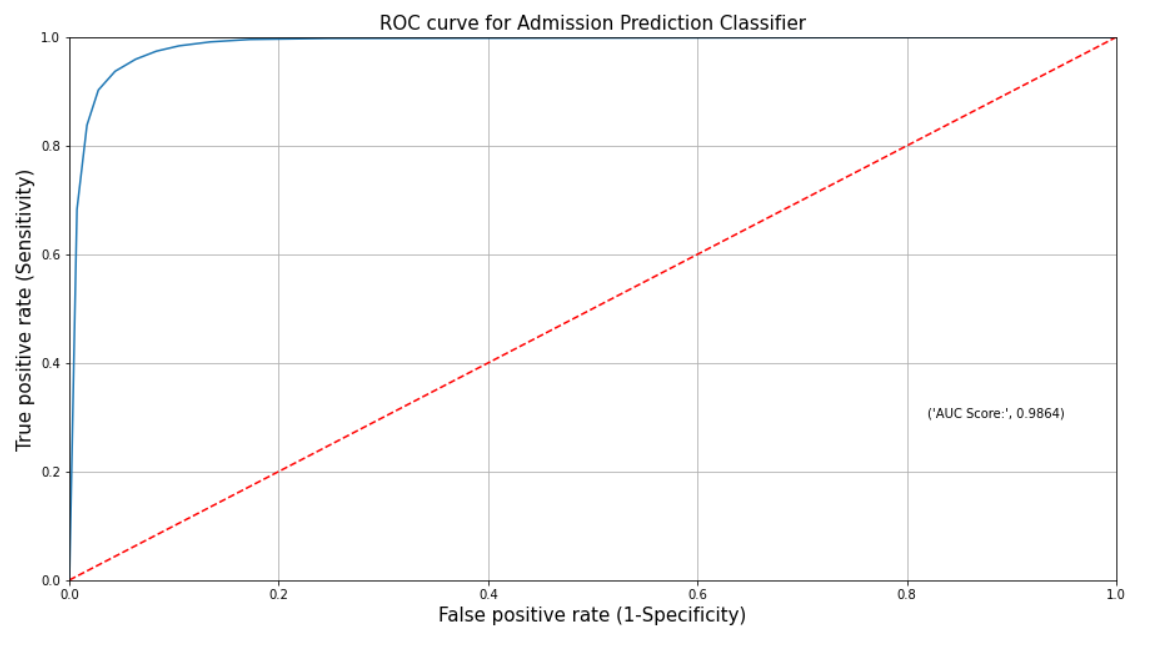 ROC curve for Admission Prediction Classifier
1.0
0.8
0.6
0.4
0.2
0.0
True positive rate (Sensitivity)
('AUC Score:', 0.9864)
0.0 0.2 0.4 0.6 0.8 1.0
False positive rate (1-Specificity)